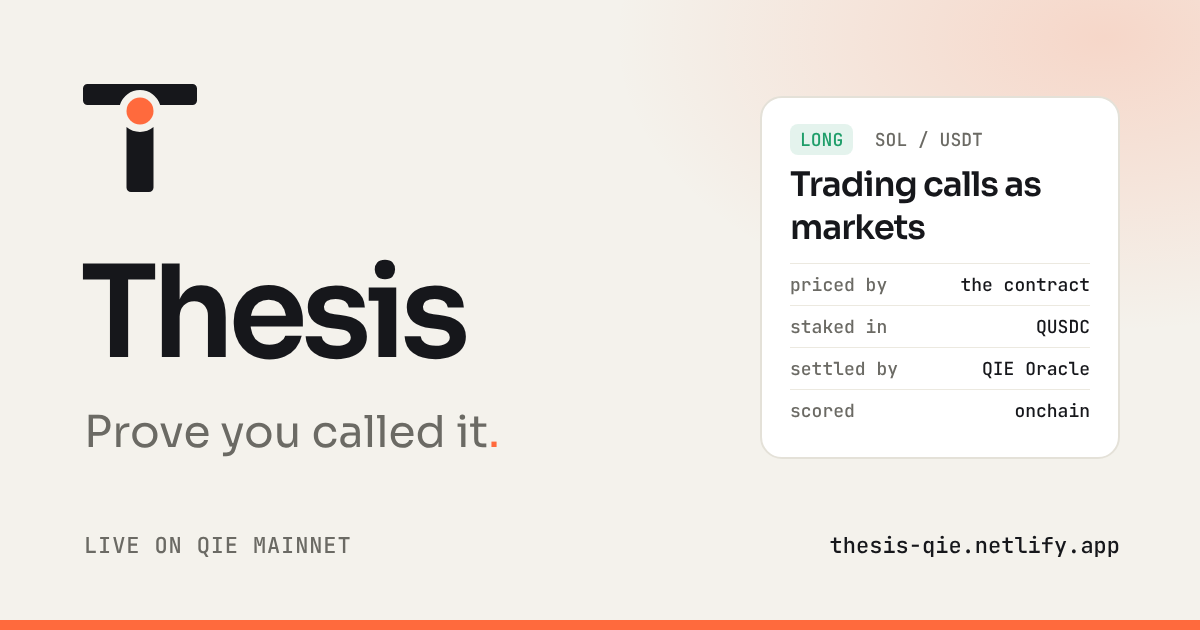 T
Thesis
Prove you called it.
LONG SOL / USDT
Trading calls as
markets
priced by the contract
staked in QUSDC
settled by QIE Oracle
scored onchain
LIVE ON QIE MAINNET
thesis-qie.netlify.app